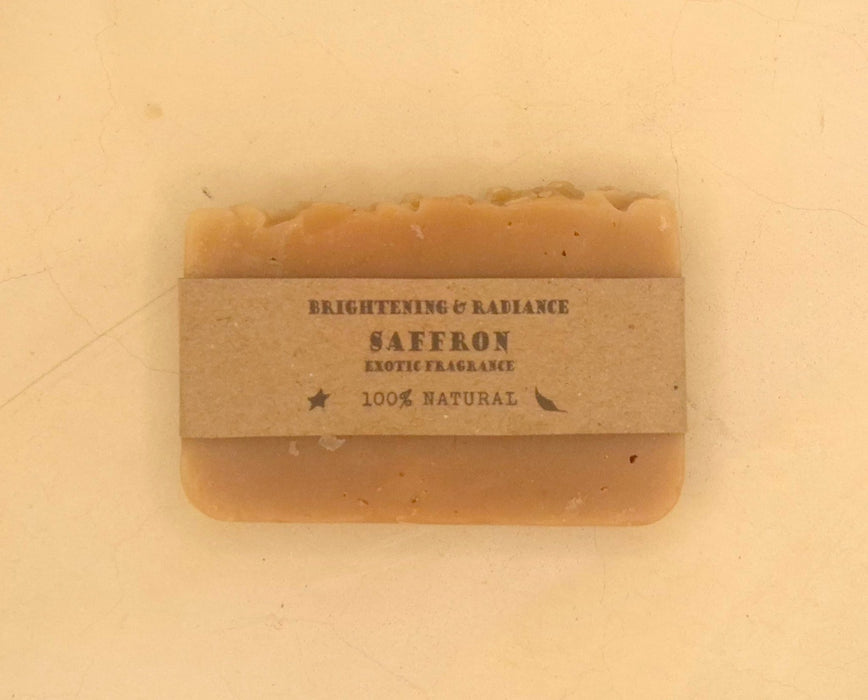 BRIGHTENING & RADIANCE
SAFFRON
EXOTIC FRAGRANCE
100% NATURAL